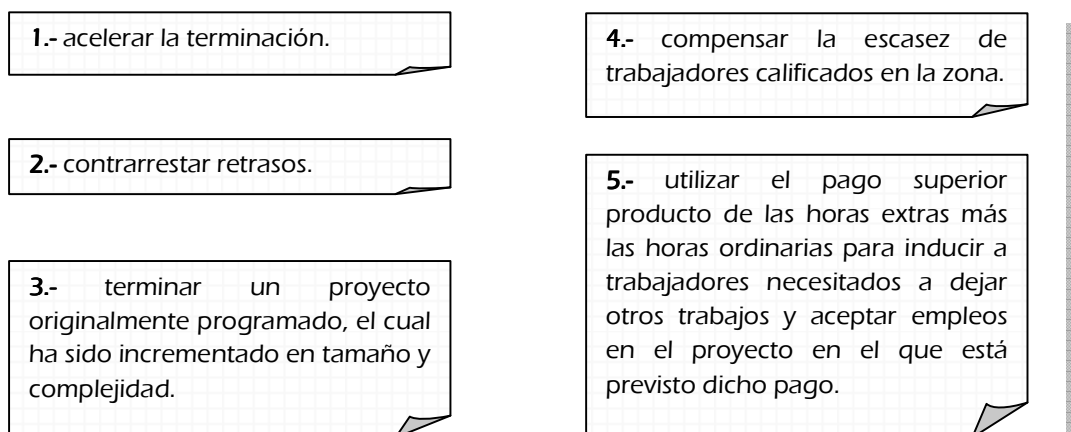 1.- acelerar la terminación.
2.- contrarrestar retrasos.
3.- terminar un proyecto
originalmente programado, el cual
ha sido incrementado en tamaño y
complejidad.
4.- compensar la escasez de
trabajadores calificados en la zona.
5.- utilizar el pago superior
producto de las horas extras más
las horas ordinarias para inducir a
trabajadores necesitados a dejar
otros trabajos y aceptar empleos
en el proyecto en el que está
previsto dicho pago.